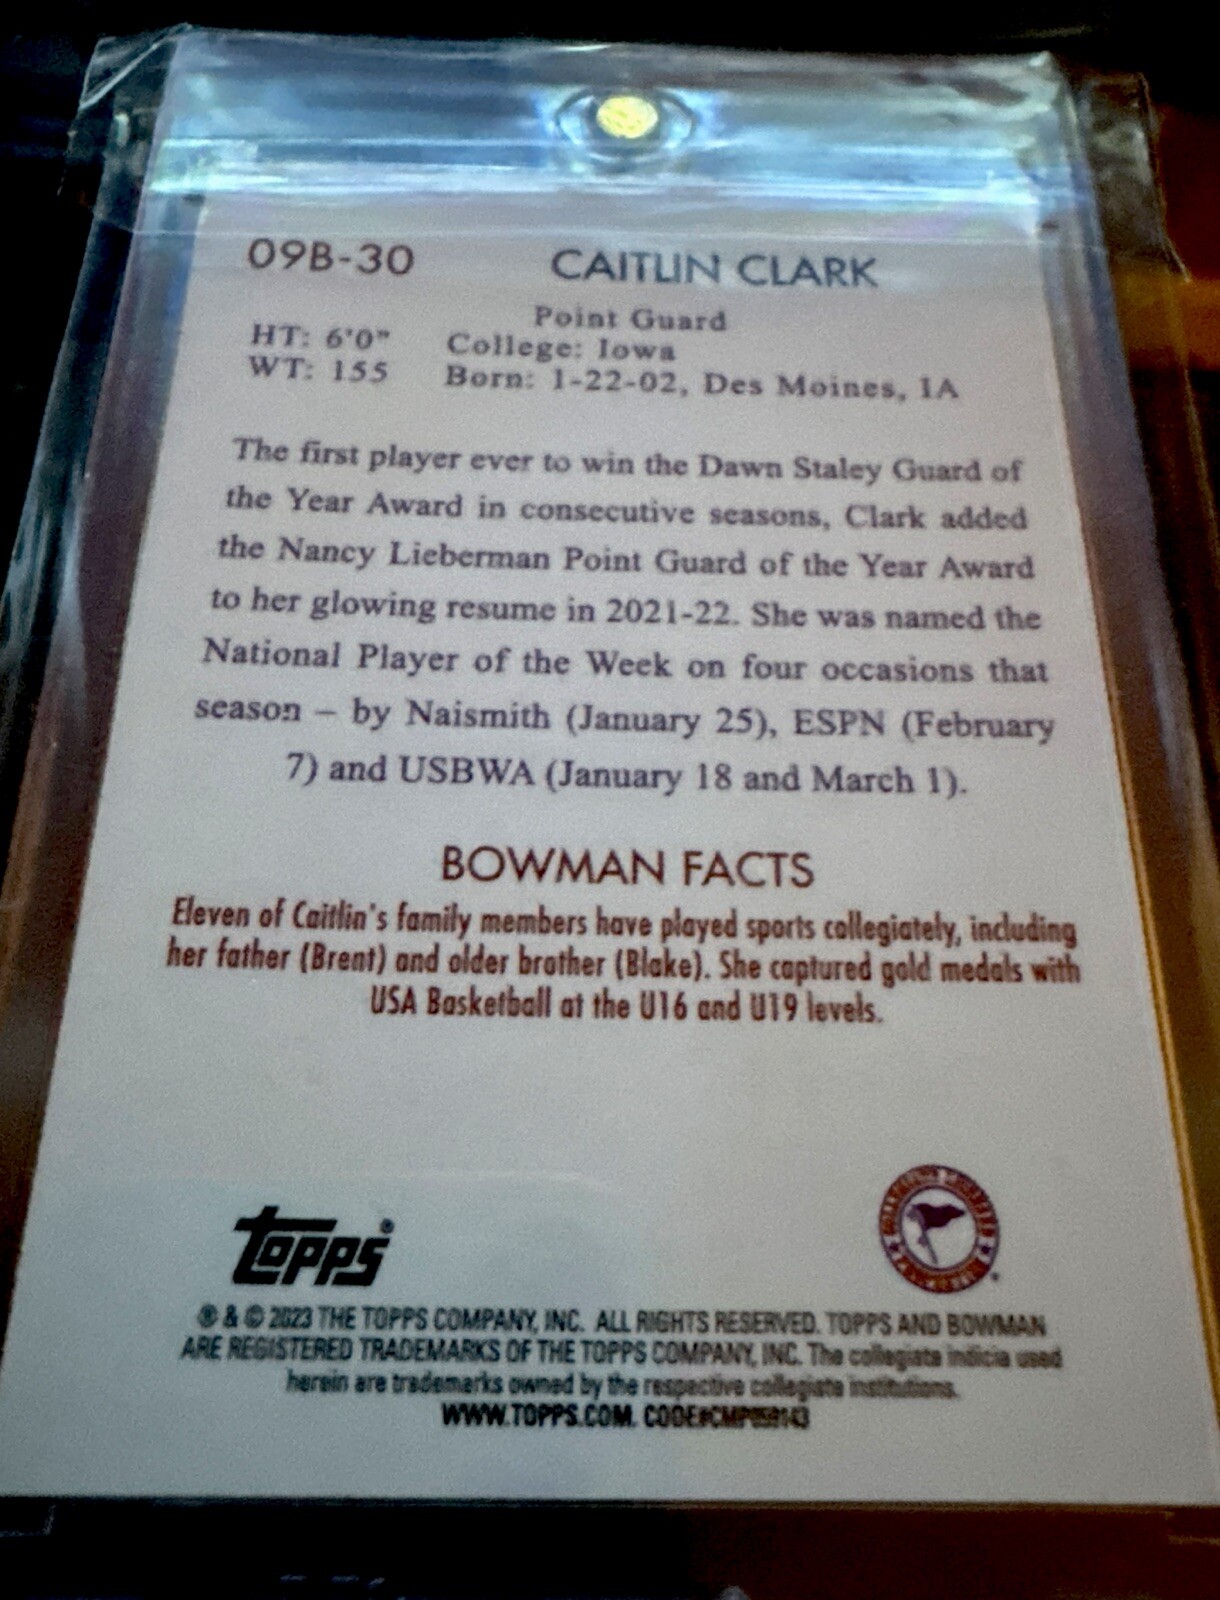 09B-30
CAITLIN CLARK
Point Guard
HT: 6'0" College: Iowa
WT: 155 Born: 1-22-02, Des Moines, IA
The first player ever to win the Dawn Staley Guard of
the Year Award in consecutive seasons, Clark added
the Nancy Lieberman Point Guard of the Year Award
to her glowing resume in 2021-22. She was named the
National Player of the Week on four occasions that
season – by Naismith (January 25), ESPN (February
7) and USBWA (January 18 and March 1).
BOWMAN FACTS
Eleven of Caitlin's family members have played sports collegiately, including
her father (Brent) and older brother (Blake). She captured gold medals with
USA Basketball at the U16 and U19 levels.
Topps®
® & © 2023 THE TOPPS COMPANY, INC. ALL RIGHTS RESERVED. TOPPS AND BOWMAN
ARE REGISTERED TRADEMARKS OF THE TOPPS COMPANY, INC. The collegiate indicia used
herein are trademarks owned by the respective collegiate institutions.
WWW.TOPPS.COM.